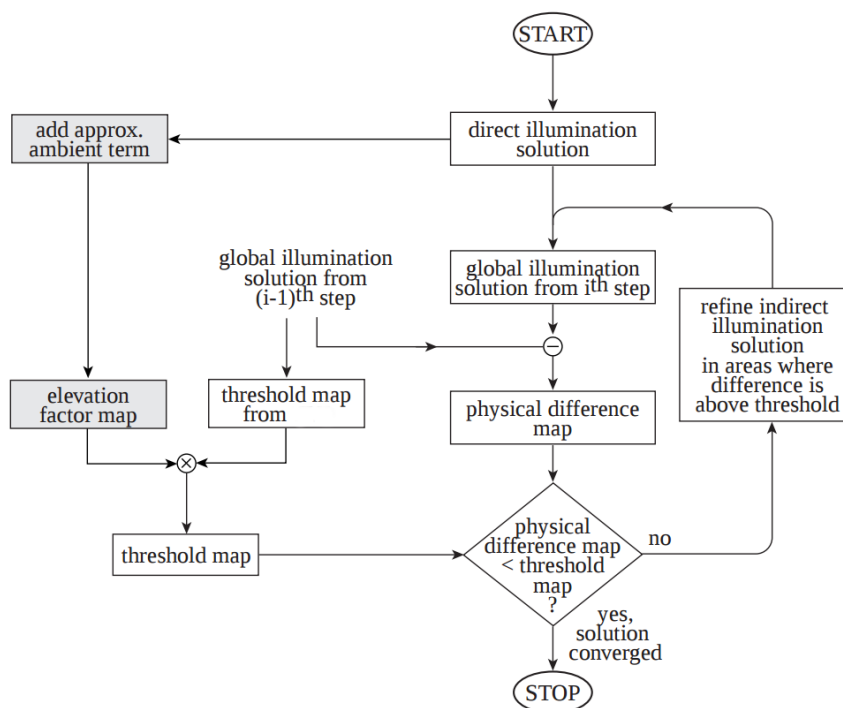 START
direct illumination
solution
add approx.
ambient term
global illumination
solution from
(i-1)th step
global illumination
solution from ith step
refine indirect
illumination
solution
in areas where
difference is
above threshold
−
elevation
factor map
threshold map
from
physical difference
map
×
threshold map
physical
difference map
< threshold
map
?
no
yes,
solution
converged
STOP